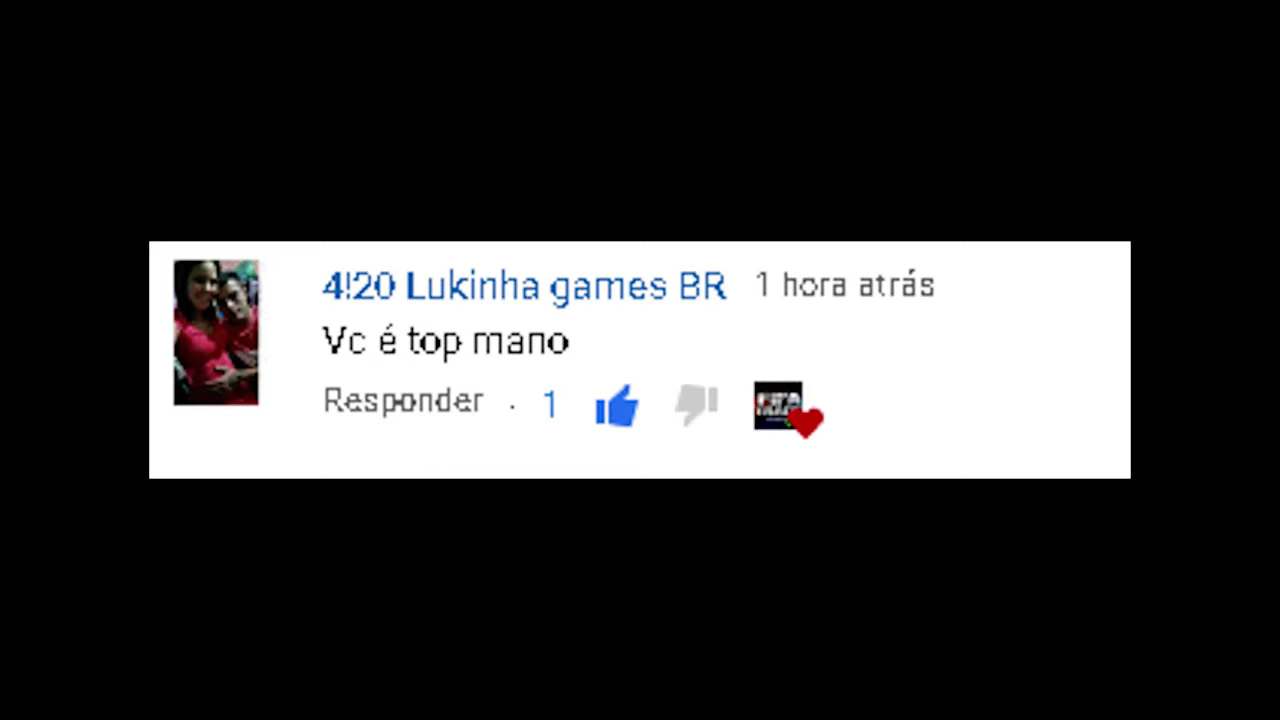 4!20 Lukinha games BR 1 hora atrás
Vc é top mano
Responder · 1